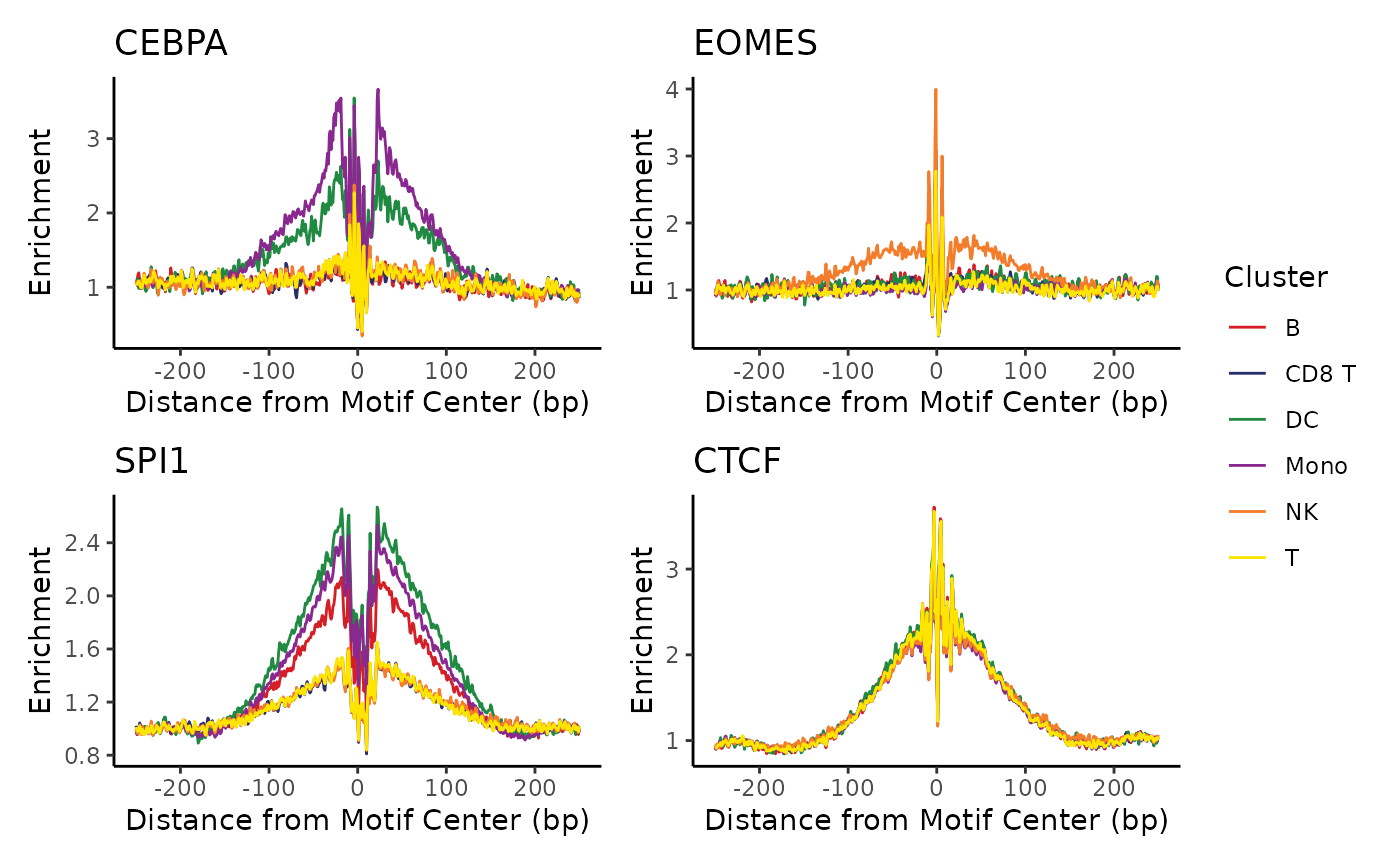 CEBPA
Enrichment
3
2
1
-200 -100 0 100 200
Distance from Motif Center (bp)
EOMES
Enrichment
4
3
2
1
-200 -100 0 100 200
Distance from Motif Center (bp)
SPI1
Enrichment
2.4
2.0
1.6
1.2
0.8
-200 -100 0 100 200
Distance from Motif Center (bp)
CTCF
Enrichment
3
2
1
-200 -100 0 100 200
Distance from Motif Center (bp)
Cluster
B
CD8 T
DC
Mono
NK
T